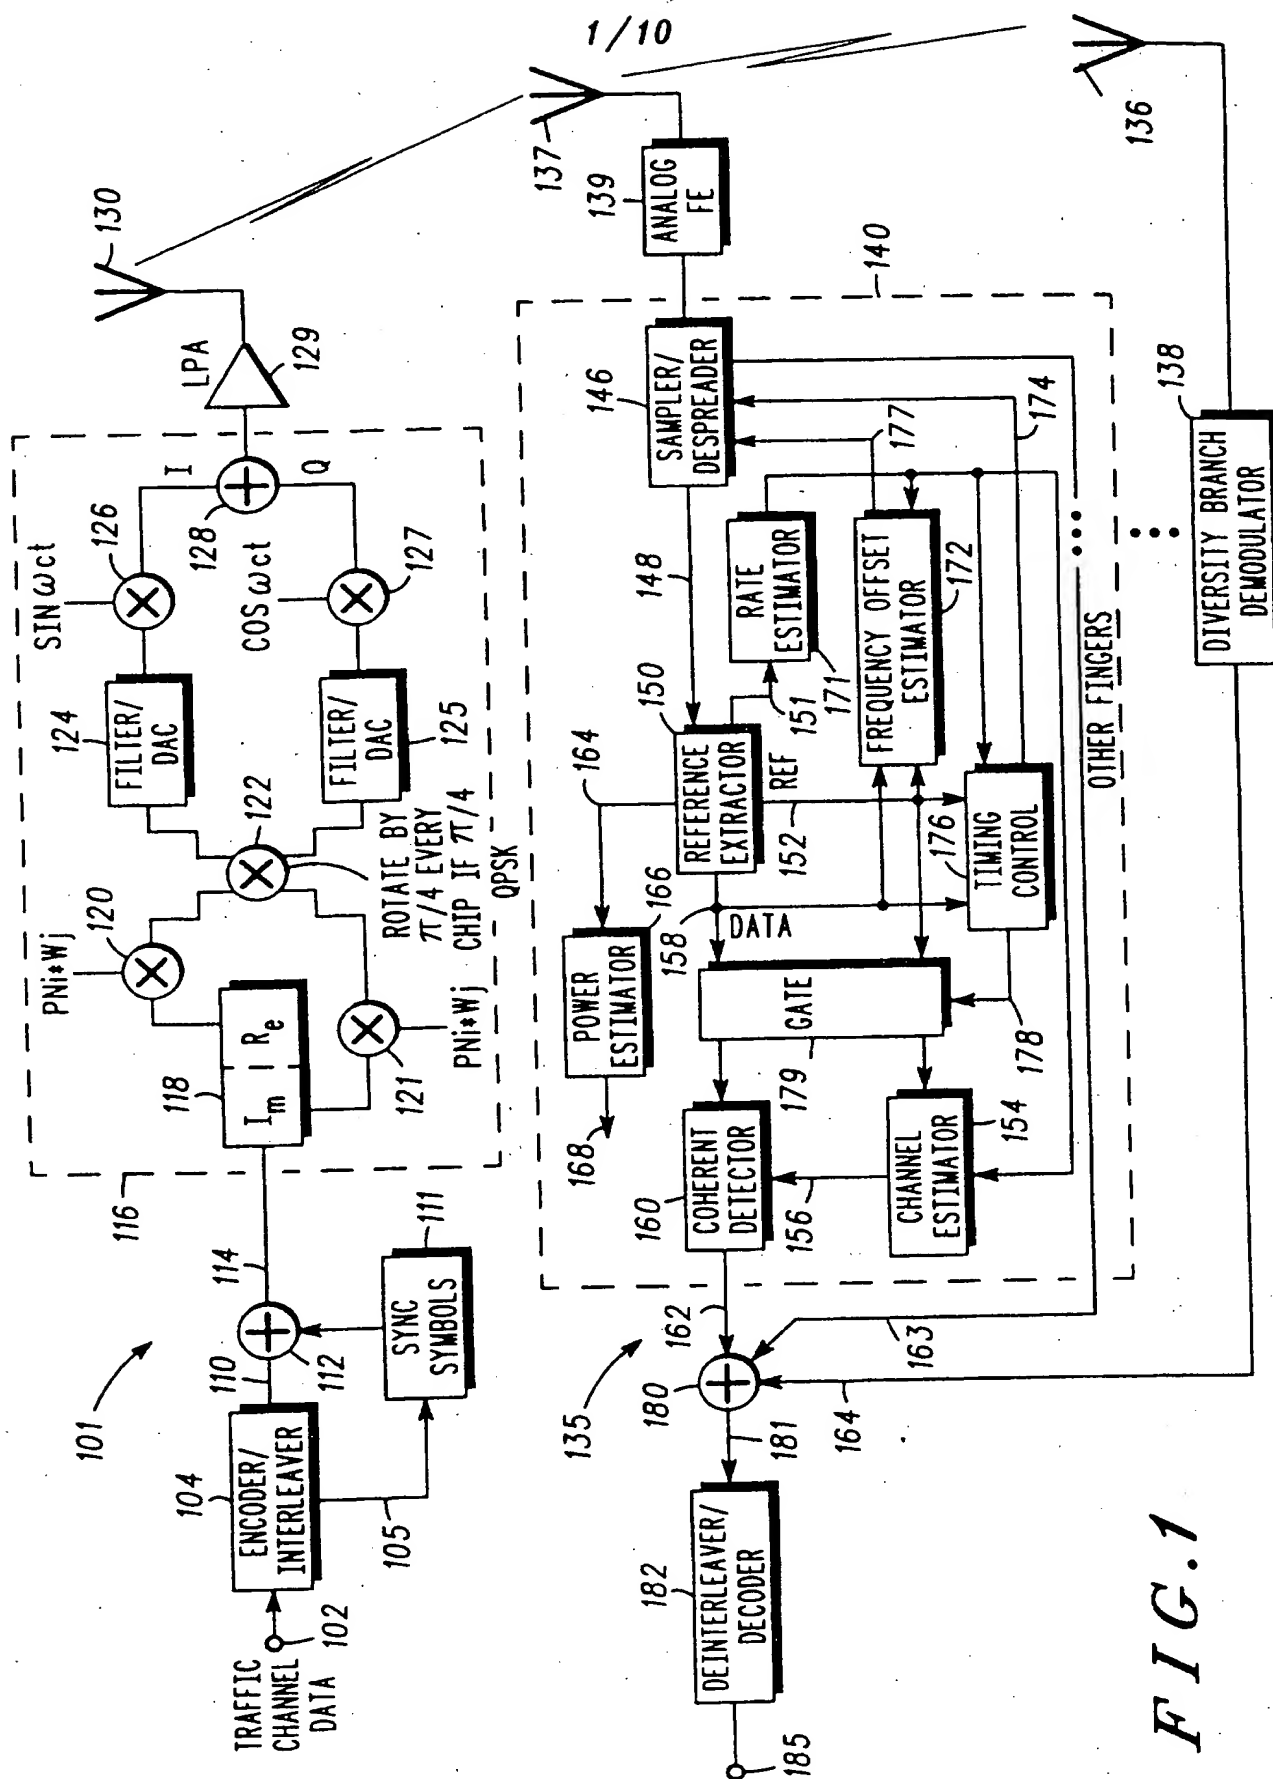 1/10
101
TRAFFIC
CHANNEL
DATA
102
104
ENCODER/
INTERLEAVER
105
110
112
114
111
SYNC
SYMBOLS
116
118
Im | Re
PNi*Wj
120
121
PNi*Wj
122
ROTATE BY
π/4 EVERY
CHIP IF π/4
QPSK
124
FILTER/
DAC
125
FILTER/
DAC
SIN ωct
126
COS ωct
127
I
Q
128
LPA
129
130
135
137
139
ANALOG
FE
136
140
146
SAMPLER/
DESPREADER
148
150
REFERENCE
EXTRACTOR
151
REF
152
RATE
ESTIMATOR
171
FREQUENCY OFFSET
ESTIMATOR
172
177
174
164
166
POWER
ESTIMATOR
168
158
DATA
176
TIMING
CONTROL
178
GATE
179
160
COHERENT
DETECTOR
156
CHANNEL
ESTIMATOR
154
OTHER FINGERS
138
DIVERSITY BRANCH
DEMODULATOR
162
163
164
180
181
182
DEINTERLEAVER/
DECODER
185
FIG.1